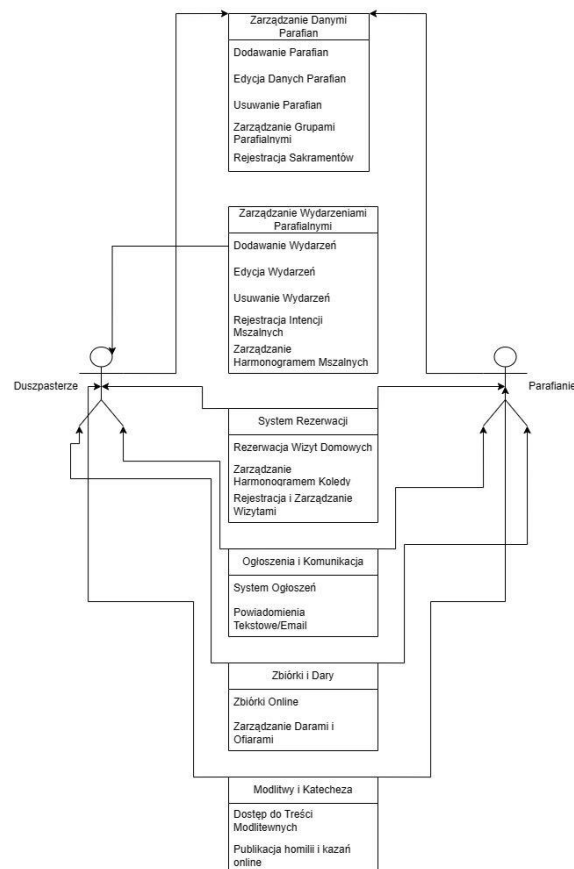 Zarządzanie Danymi
Parafian
Dodawanie Parafian
Edycja Danych Parafian
Usuwanie Parafian
Zarządzanie Grupami
Parafialnymi
Rejestracja Sakramentów
Zarządzanie Wydarzeniami
Parafialnymi
Dodawanie Wydarzeń
Edycja Wydarzeń
Usuwanie Wydarzeń
Rejestracja Intencji
Mszalnych
Zarządzanie
Harmonogramem Mszalnych
Duszpasterze
Parafianie
System Rezerwacji
Rezerwacja Wizyt Domowych
Zarządzanie
Harmonogramem Kolędy
Rejestracja i Zarządzanie
Wizytami
Ogłoszenia i Komunikacja
System Ogłoszeń
Powiadomienia
Tekstowe/Email
Zbiórki i Dary
Zbiórki Online
Zarządzanie Darami i
Ofiarami
Modlitwy i Katecheza
Dostęp do Treści
Modlitewnych
Publikacja homilii i kazań
online